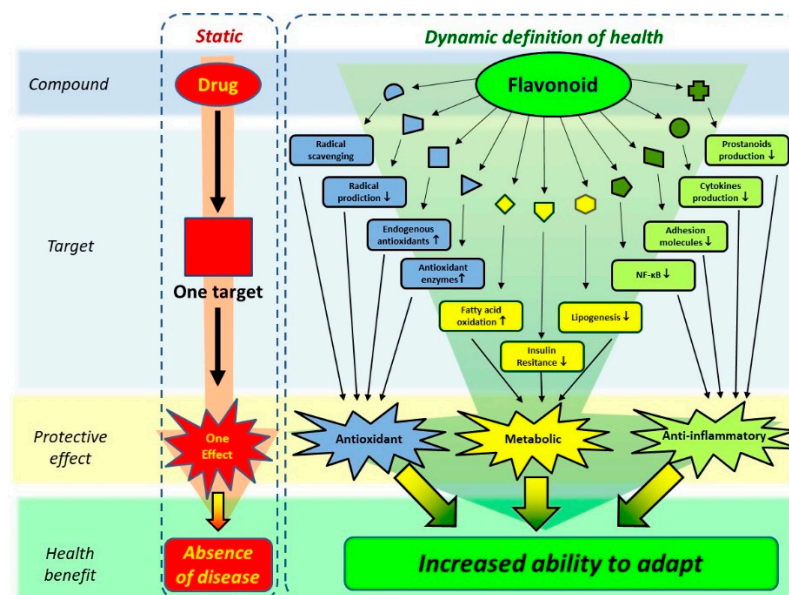 Static
Dynamic definition of health
Compound
Drug
Flavonoid
Target
Radical
scavenging
Prostanoids
production ↓
Radical
prodiction ↓
Cytokines
production ↓
Endogenous
antioxidants ↑
Adhesion
molecules ↓
One target
Antioxidant
enzymes ↑
NF-κB ↓
Fatty acid
oxidation ↑
Lipogenesis ↓
Insulin
Resitance ↓
Protective
effect
One
Effect
Antioxidant
Metabolic
Anti-inflammatory
Health
benefit
Absence
of disease
Increased ability to adapt